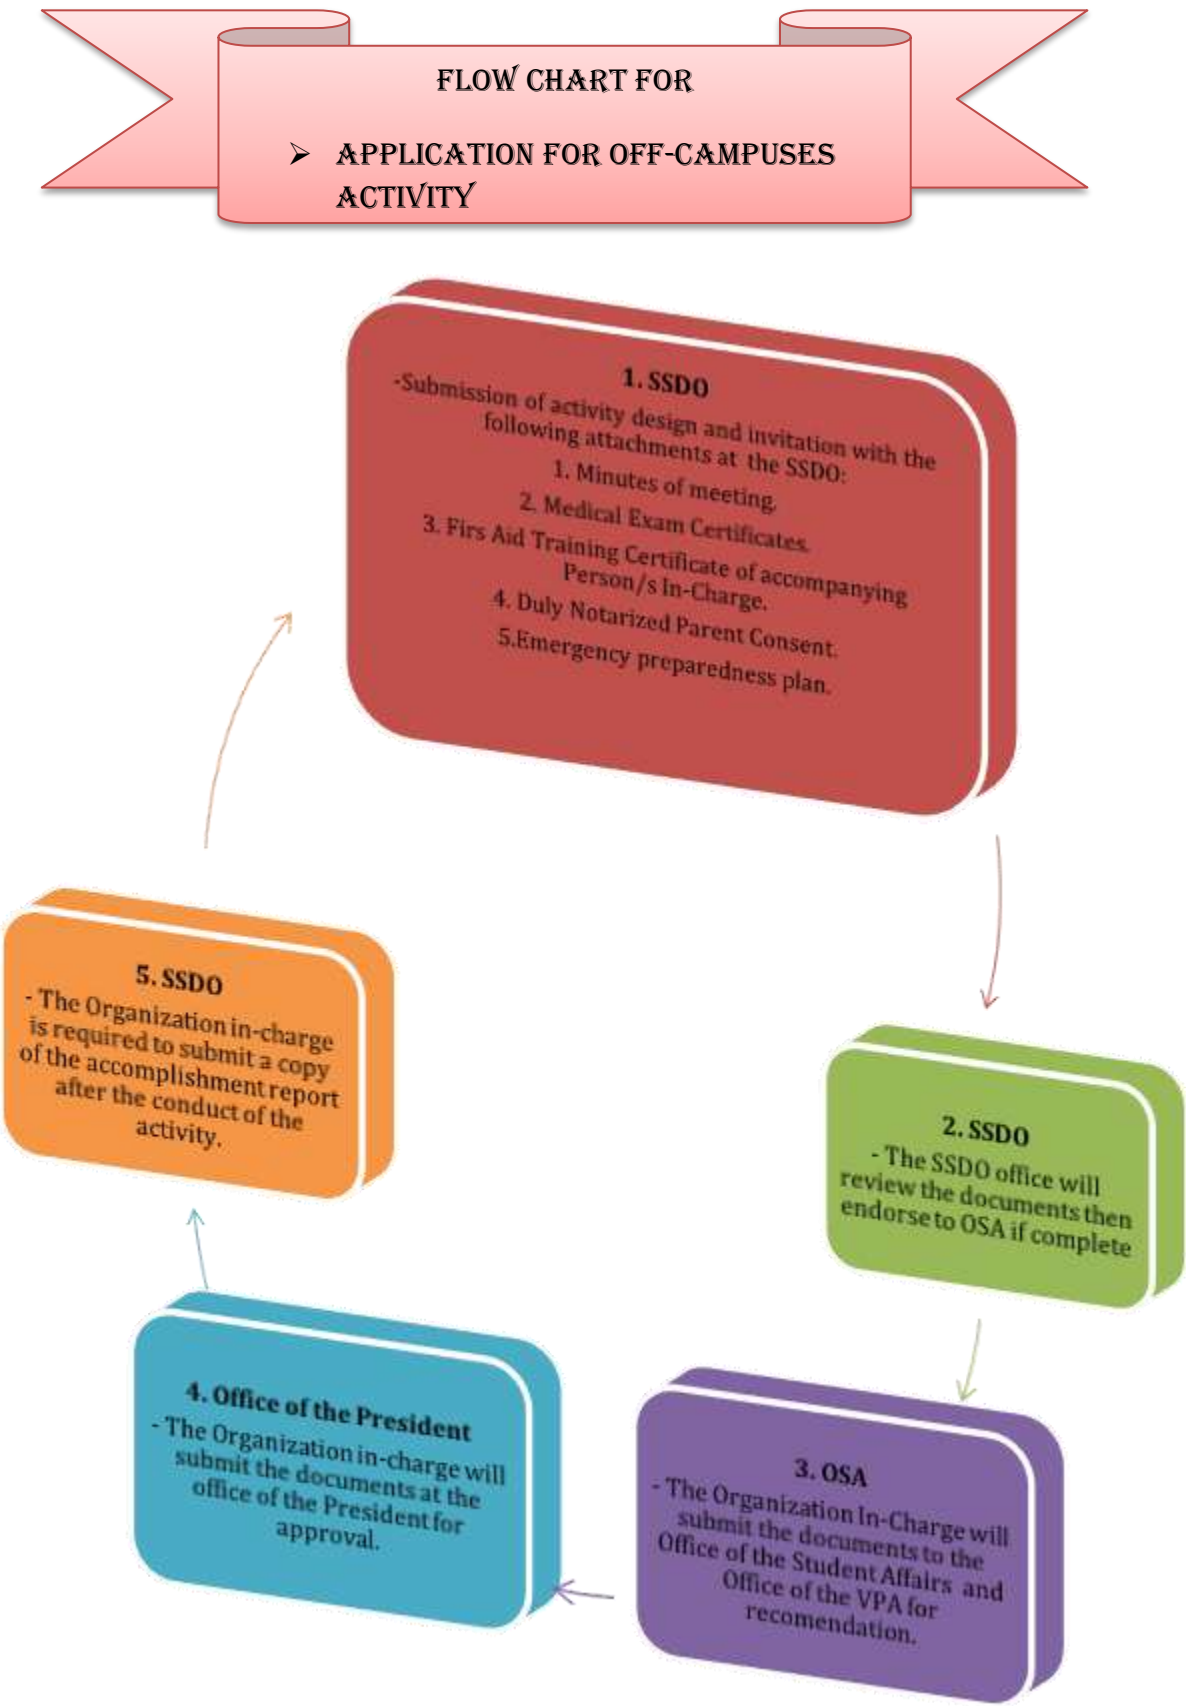 FLOW CHART FOR
➢ APPLICATION FOR OFF-CAMPUSES
ACTIVITY
1. SSDO
-Submission of activity design and invitation with the
following attachments at the SSDO:
1. Minutes of meeting.
2. Medical Exam Certificates.
3. Firs Aid Training Certificate of accompanying
Person/s In-Charge.
4. Duly Notarized Parent Consent.
5.Emergency preparedness plan.
2. SSDO
- The SSDO office will
review the documents then
endorse to OSA if complete
3. OSA
- The Organization In-Charge will
submit the documents to the
Office of the Student Affairs and
Office of the VPA for
recomendation.
4. Office of the President
- The Organization in-charge will
submit the documents at the
office of the President for
approval.
5. SSDO
- The Organization in-charge
is required to submit a copy
of the accomplishment report
after the conduct of the
activity.